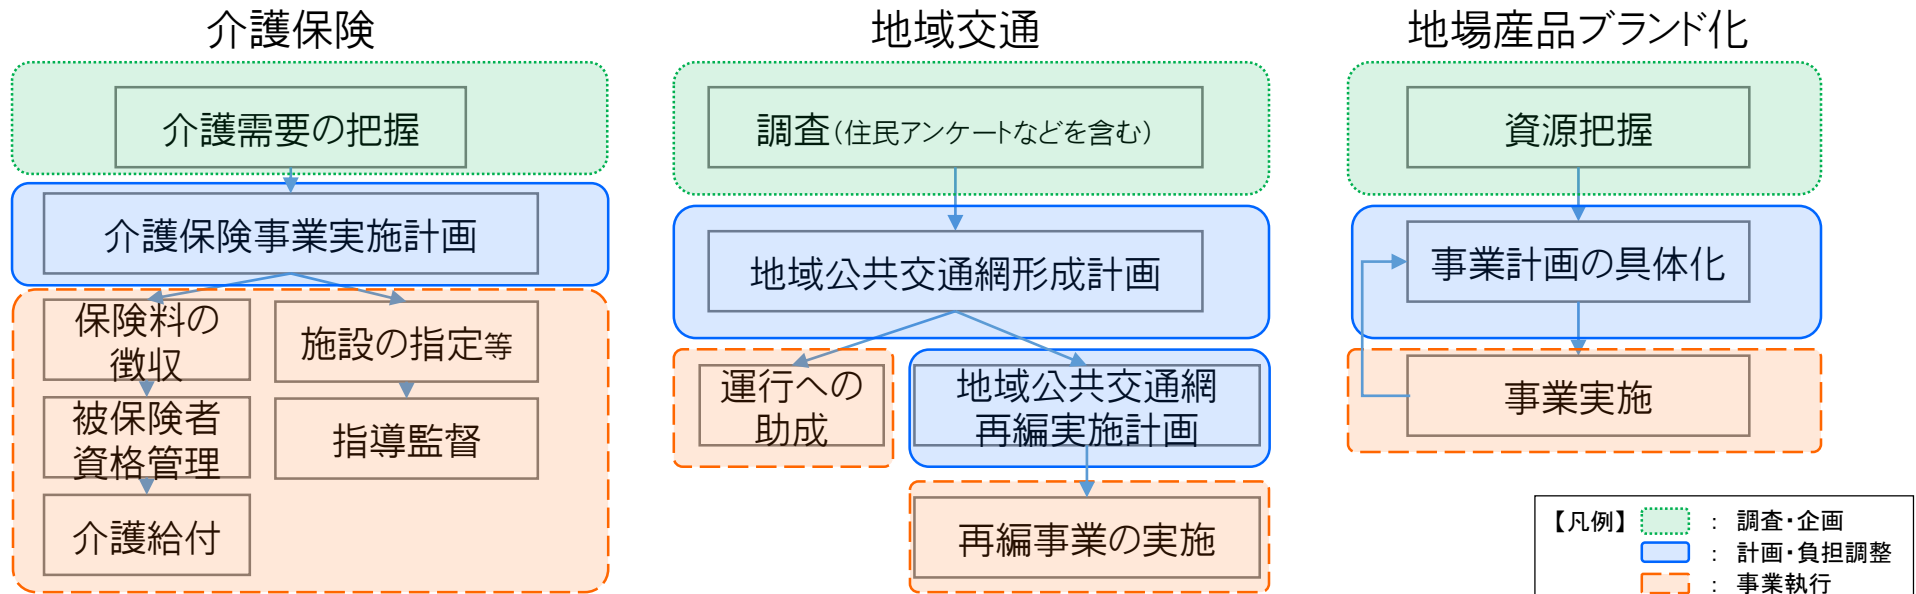 介護保険
介護需要の把握
介護保険事業実施計画
保険料の
徴収
被保険者
資格管理
介護給付
施設の指定等
指導監督
地域交通
調査(住民アンケートなどを含む)
地域公共交通網形成計画
運行への
助成
地域公共交通網
再編実施計画
再編事業の実施
地場産品ブランド化
資源把握
事業計画の具体化
事業実施
【凡例】 : 調査・企画
: 計画・負担調整
: 事業執行